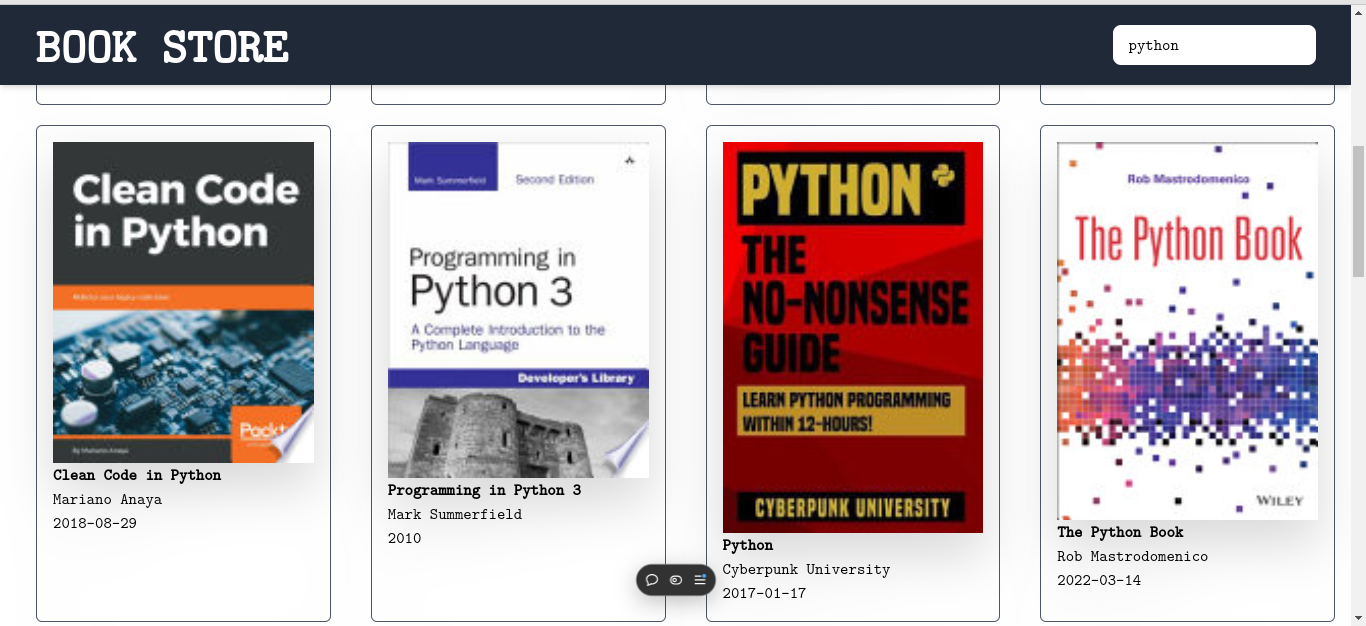 BOOK STORE
python
Clean Code
in Python
By Mariano Anaya
Packt
Clean Code in Python
Mariano Anaya
2018-08-29
Mark Summerfield
Second Edition
Programming in
Python 3
A Complete Introduction to the
Python Language
Developer's Library
Programming in Python 3
Mark Summerfield
2010
PYTHON
THE
NO-NONSENSE
GUIDE
LEARN PYTHON PROGRAMMING
WITHIN 12-HOURS!
CYBERPUNK UNIVERSITY
Python
Cyberpunk University
2017-01-17
Rob Mastrodomenico
The Python Book
WILEY
The Python Book
Rob Mastrodomenico
2022-03-14